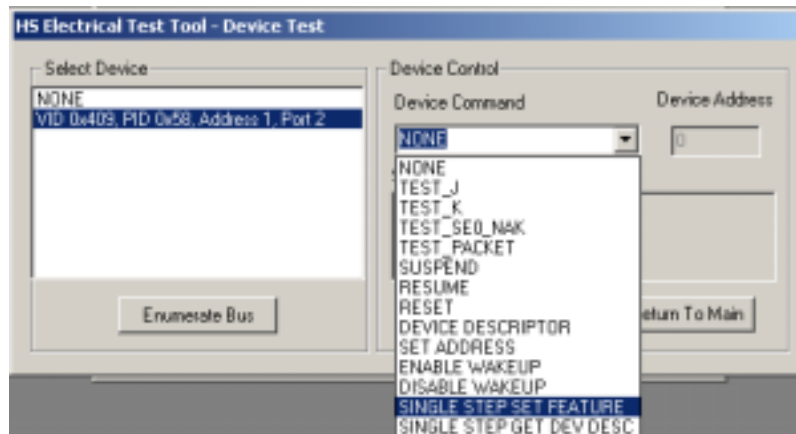 HS Electrical Test Tool - Device Test
Select Device
NONE
VID 0x409, PID 0x58, Address 1, Port 2
Enumerate Bus
Device Control
Device Command
Device Address
NONE
0
NONE
TEST_J
TEST_K
TEST_SE0_NAK
TEST_PACKET
SUSPEND
RESUME
RESET
DEVICE DESCRIPTOR
SET ADDRESS
ENABLE WAKEUP
DISABLE WAKEUP
SINGLE STEP SET FEATURE
SINGLE STEP GET DEV DESC
eturn To Main